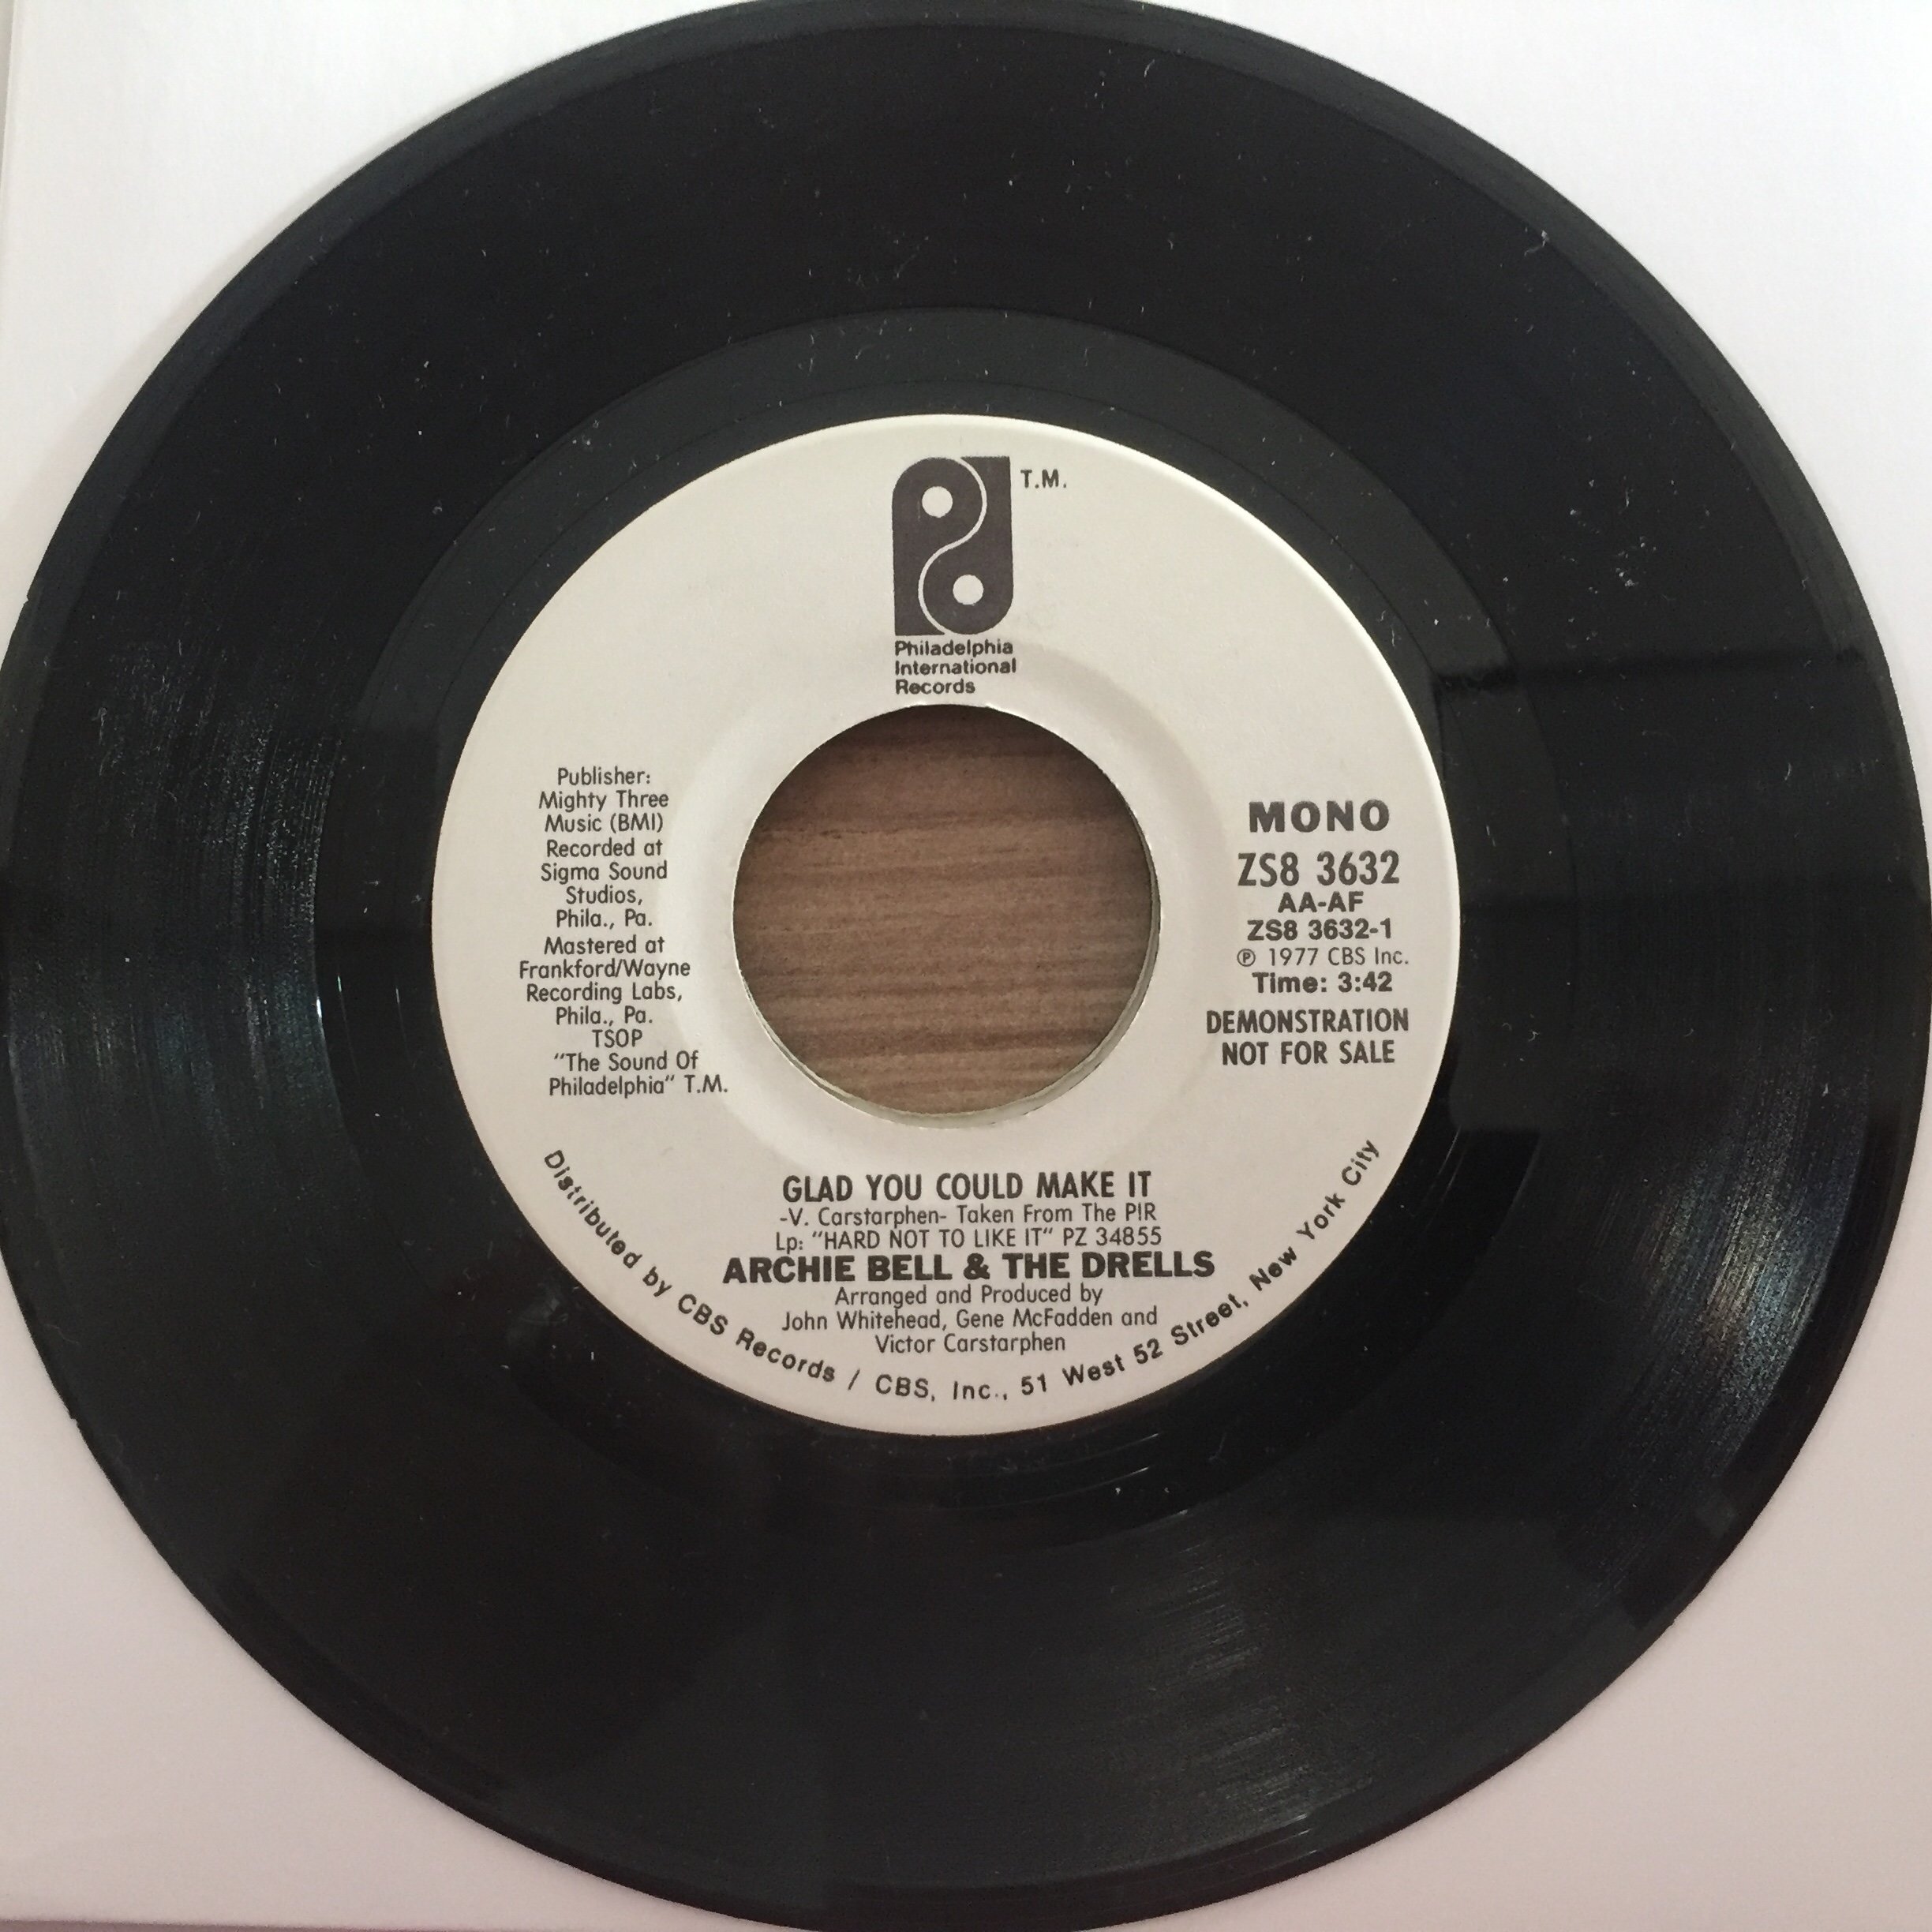 T.M.
Philadelphia
International
Records
Publisher:
Mighty Three
Music (BMI)
Recorded at
Sigma Sound
Studios,
Phila., Pa.
Mastered at
Frankford/Wayne
Recording Labs,
Phila., Pa.
TSOP
"The Sound Of
Philadelphia" T.M.
MONO
ZS8 3632
AA-AF
ZS8 3632-1
℗ 1977 CBS Inc.
Time: 3:42
DEMONSTRATION
NOT FOR SALE
GLAD YOU COULD MAKE IT
-V. Carstarphen- Taken From The PIR
Lp: "HARD NOT TO LIKE IT" PZ 34855
ARCHIE BELL & THE DRELLS
Arranged and Produced by
John Whitehead, Gene McFadden and
Victor Carstarphen
Distributed by CBS Records / CBS, Inc., 51 West 52 Street, New York City